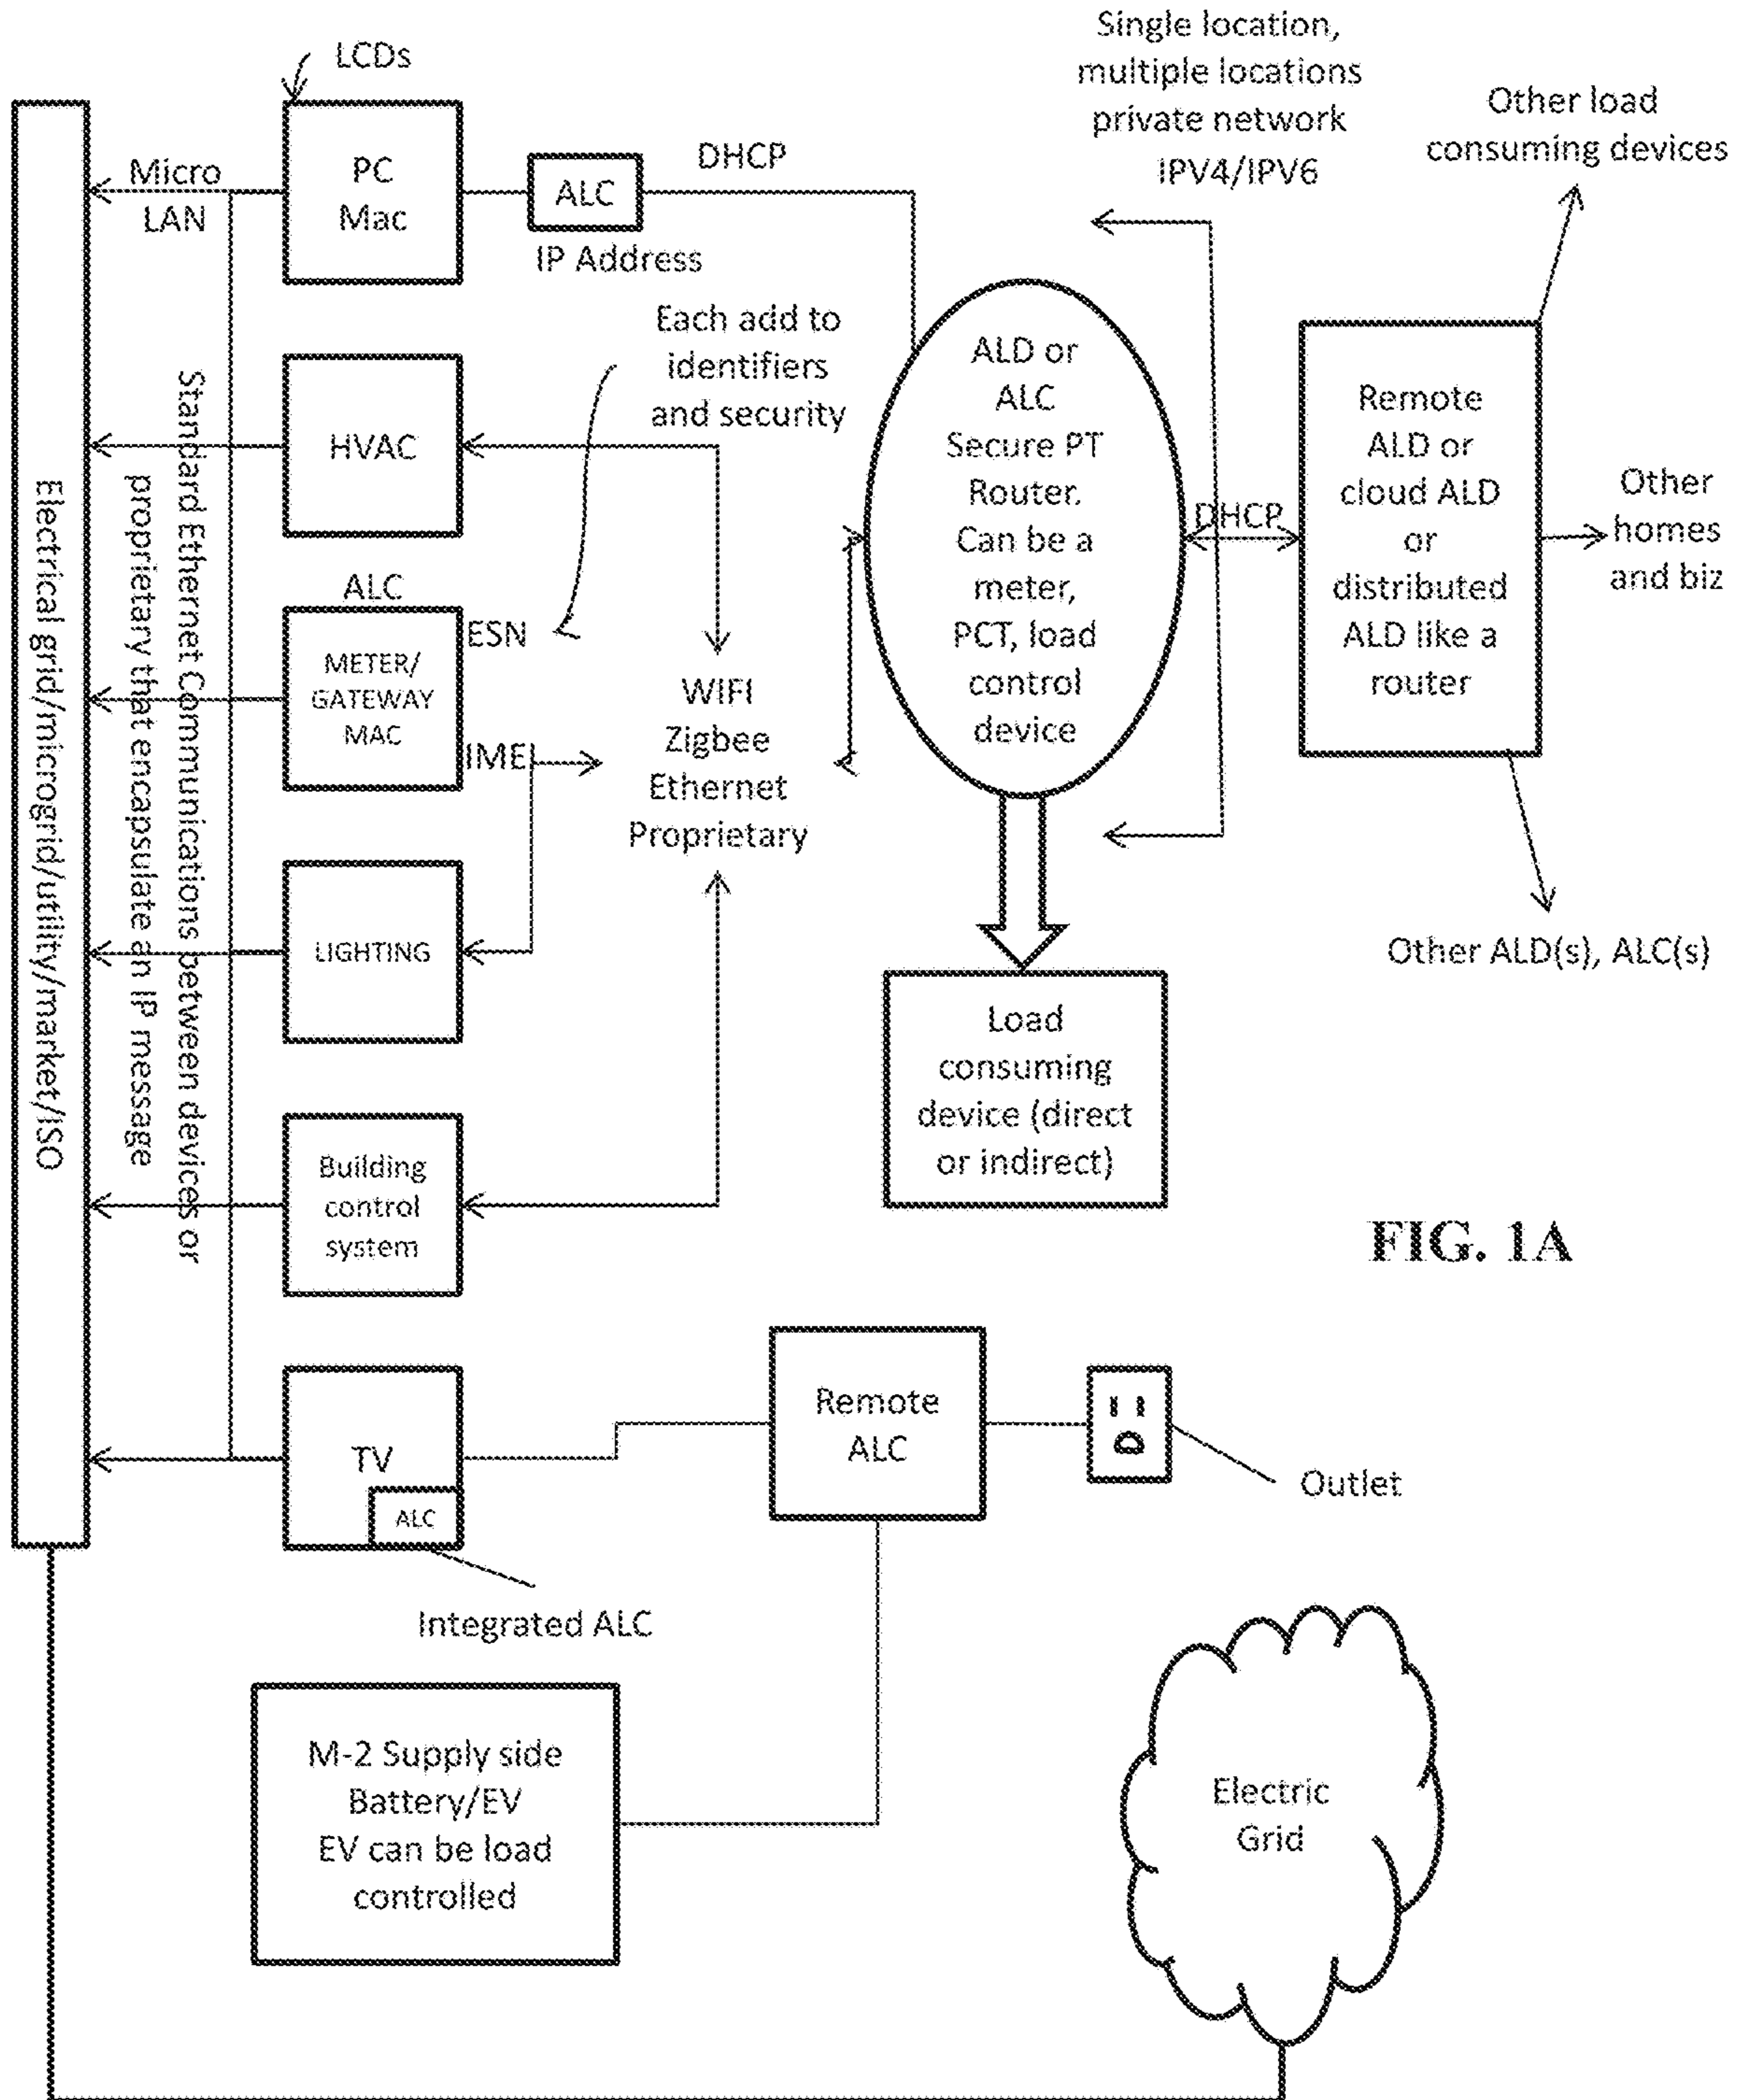 LCDs
Single location,
multiple locations
private network
IPV4/IPV6
Other load
consuming devices
Micro
LAN
PC
Mac
ALC
DHCP
IP Address
Each add to
identifiers
and security
HVAC
ALC
METER/
GATEWAY
MAC
ESN
IMEI
WIFI
Zigbee
Ethernet
Proprietary
ALD or
ALC
Secure PT
Router.
Can be a
meter,
PCT, load
control
device
DHCP
Remote
ALD or
cloud ALD
or
distributed
ALD like a
router
Other
homes
and biz
Other ALD(s), ALC(s)
Electrical grid/microgrid/utility/market/ISO
Standard Ethernet Communications between devices or
proprietary that encapsulate an IP message
LIGHTING
Load
consuming
device (direct
or indirect)
Building
control
system
FIG. 1A
TV
ALC
Remote
ALC
Outlet
Integrated ALC
M-2 Supply side
Battery/EV
EV can be load
controlled
Electric
Grid